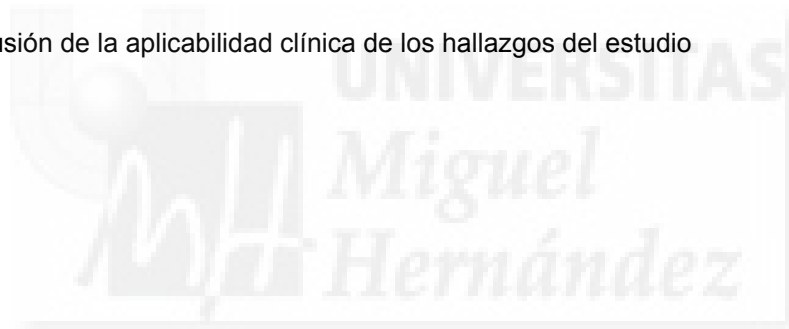 usión de la aplicabilidad clínica de los hallazgos del estudio
UNIVERSITAS
Miguel
Hernández